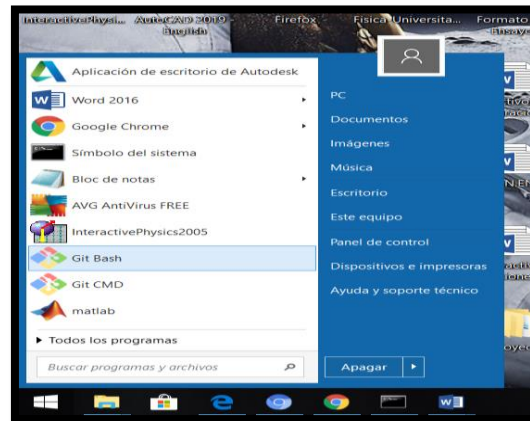 InteractivePhysi... AutoCAD 2019 Firefox Física Universita... Formato
English Ensayo
Aplicación de escritorio de Autodesk
Word 2016
Google Chrome
Símbolo del sistema
Bloc de notas
AVG AntiVirus FREE
InteractivePhysics2005
Git Bash
Git CMD
matlab
Todos los programas
Buscar programas y archivos
PC
Documentos
Imágenes
Música
Escritorio
Este equipo
Panel de control
Dispositivos e impresoras
Ayuda y soporte técnico
Apagar